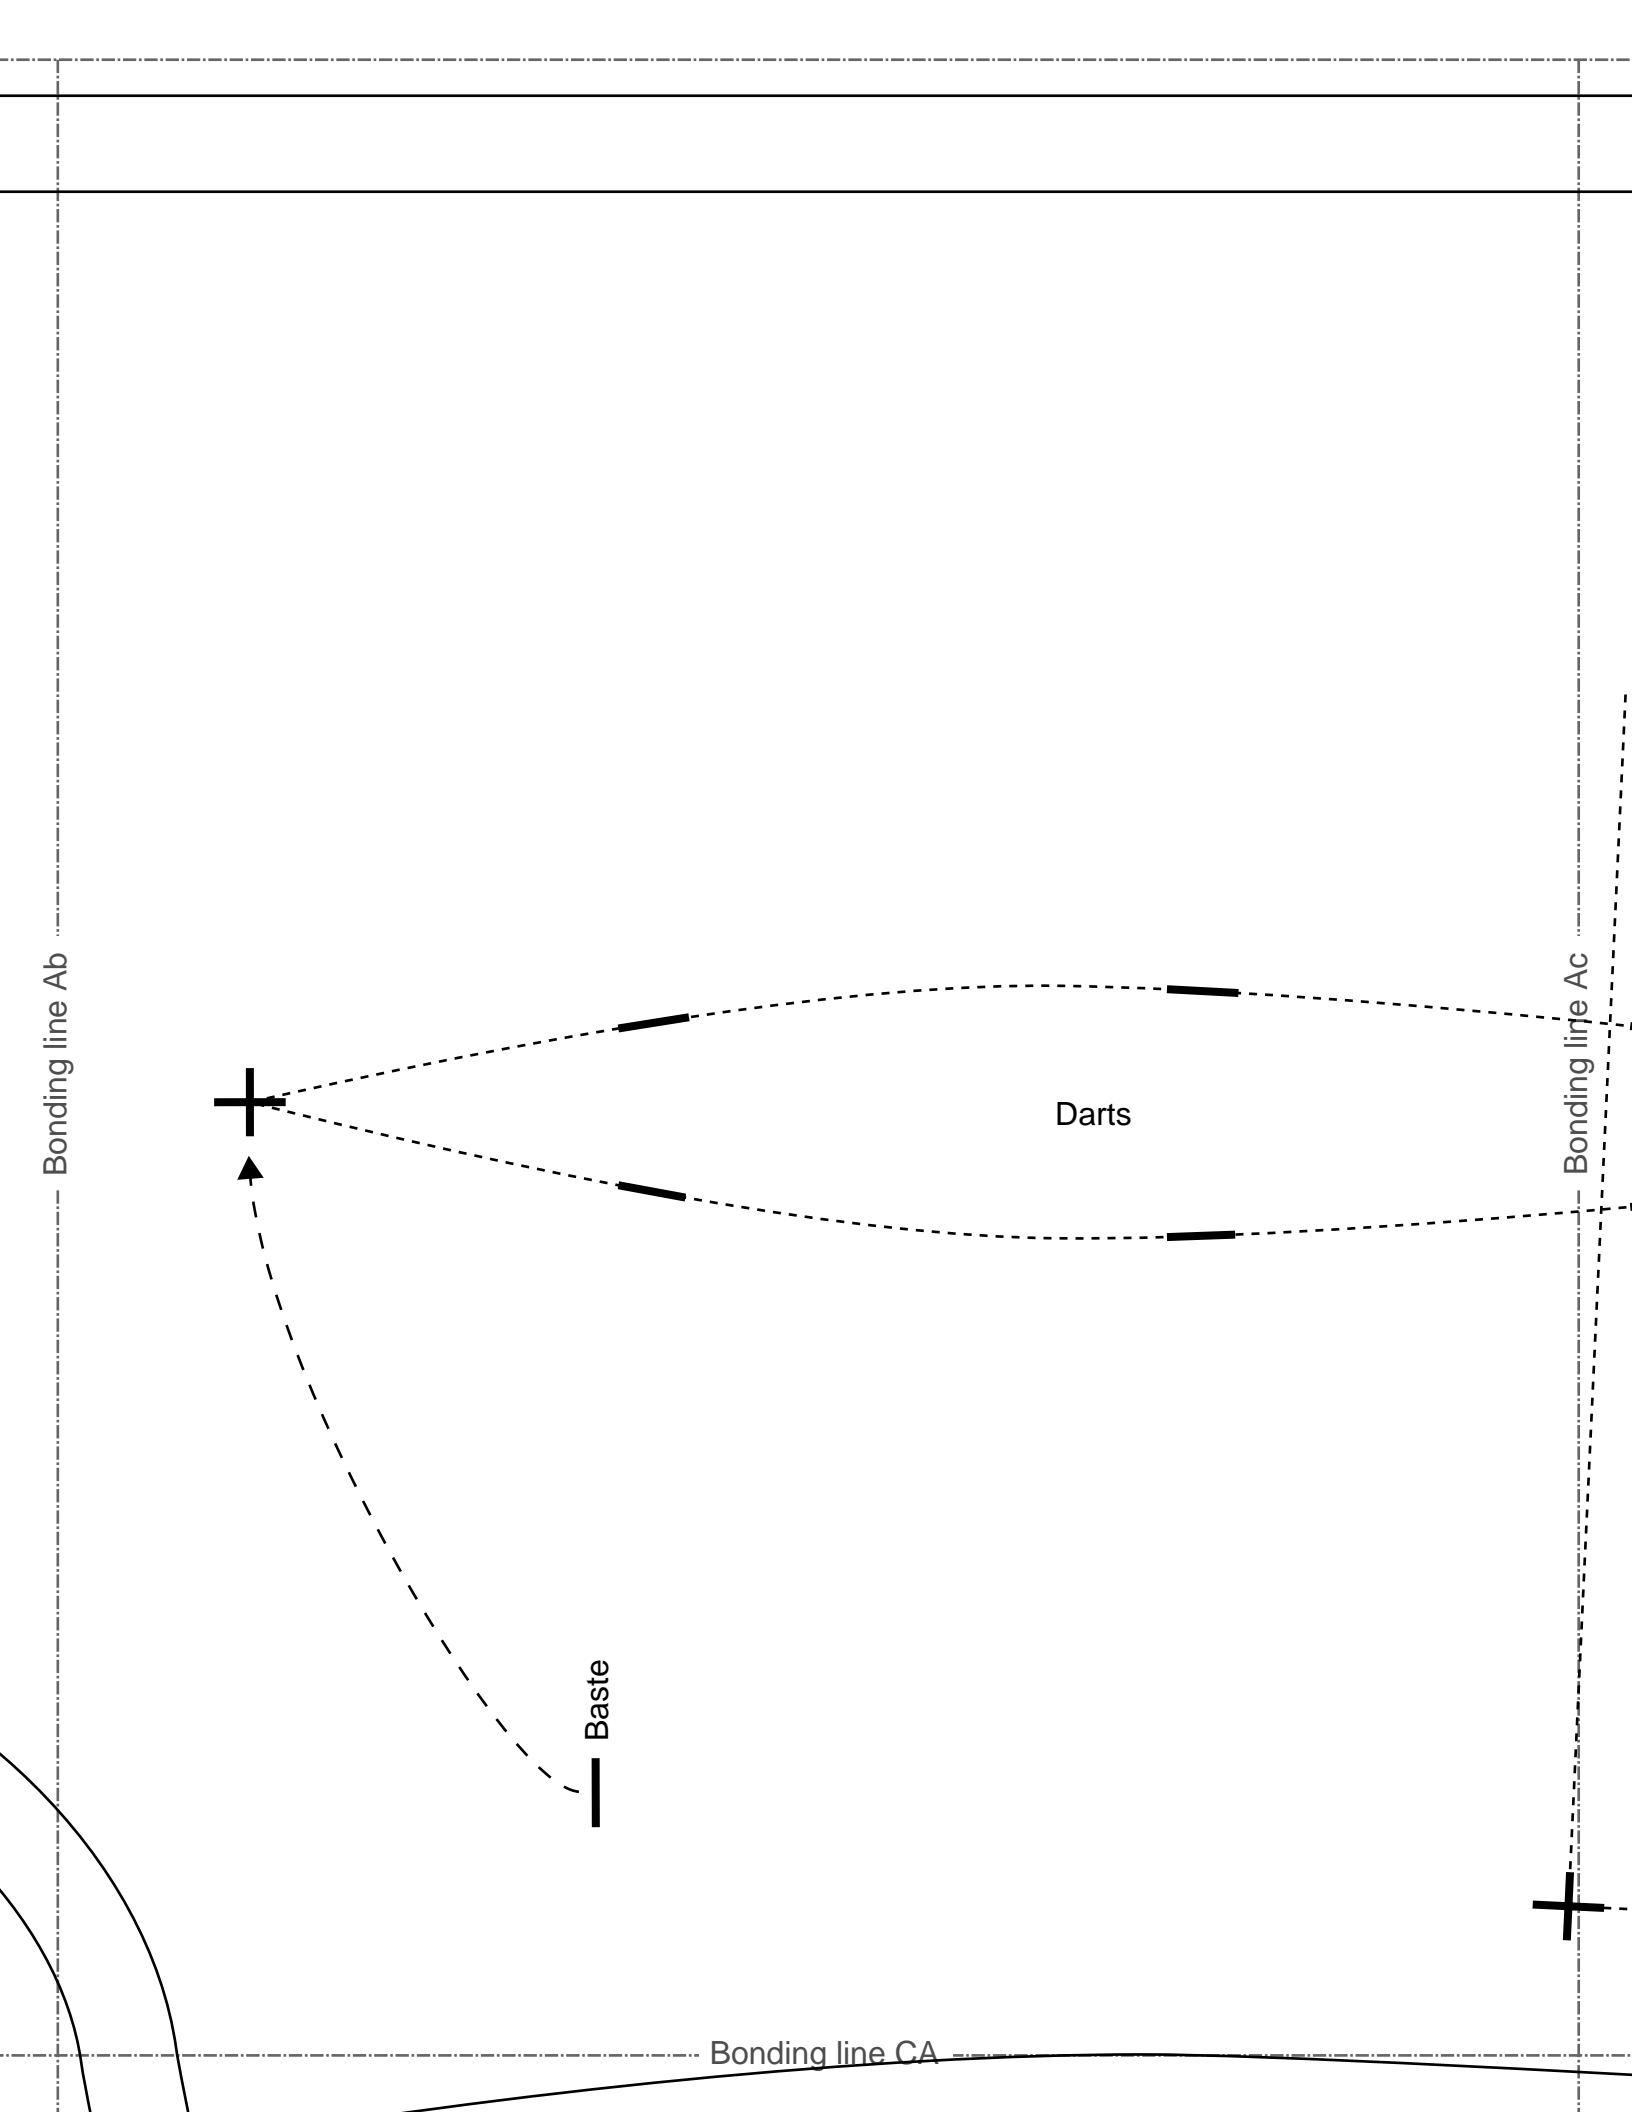 Bonding line Ab
Bonding line Ac
Darts
Baste
Bonding line CA